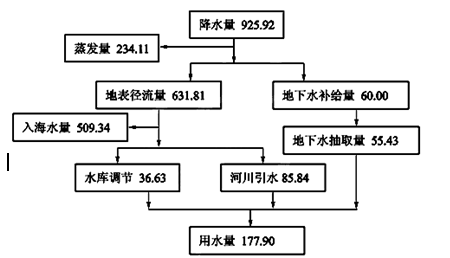 降水量 925.92
蒸发量 234.11
地表径流量 631.81
地下水补给量 60.00
入海水量 509.34
地下水抽取量 55.43
水库调节 36.63
河川引水 85.84
用水量 177.90